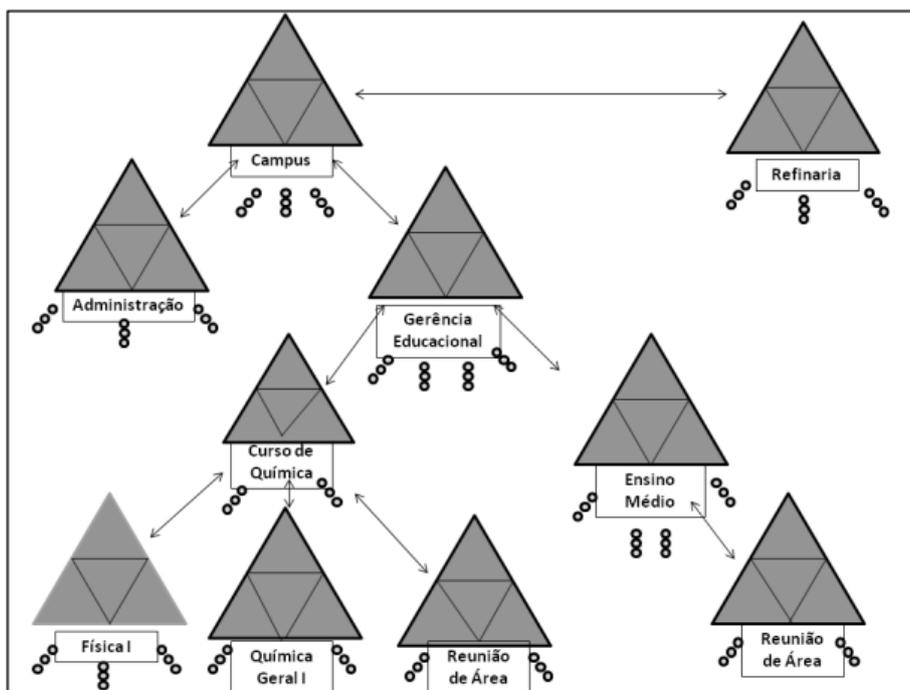 Campus
Refinaria
Administração
Gerência
Educacional
Curso de
Química
Ensino
Médio
Física I
Química
Geral I
Reunião
de Área
Reunião
de Área